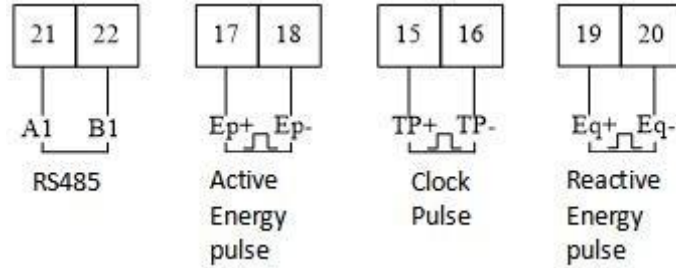 21 22 17 18 15 16 19 20
A1 B1 Ep+ Ep- TP+ TP- Eq+ Eq-
RS485 Active Clock Reactive
Energy Pulse Energy
pulse pulse